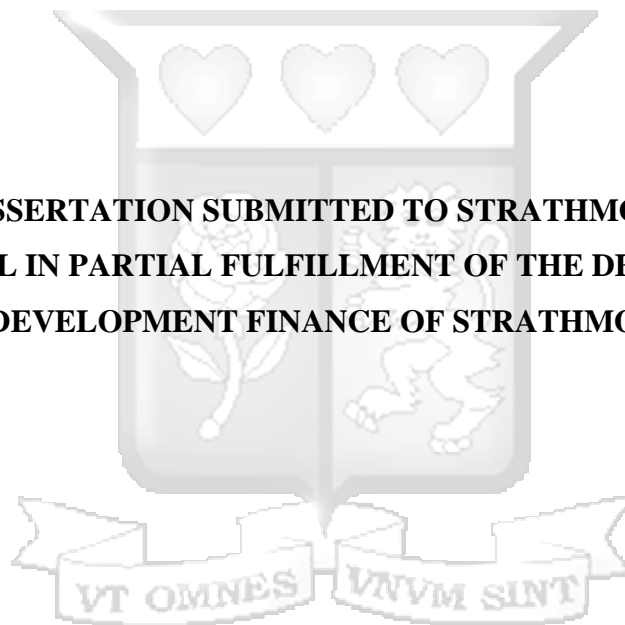 SSERTATION SUBMITTED TO STRATHMO
L IN PARTIAL FULFILLMENT OF THE DE
DEVELOPMENT FINANCE OF STRATHMO
VT OMNES VNVM SINT